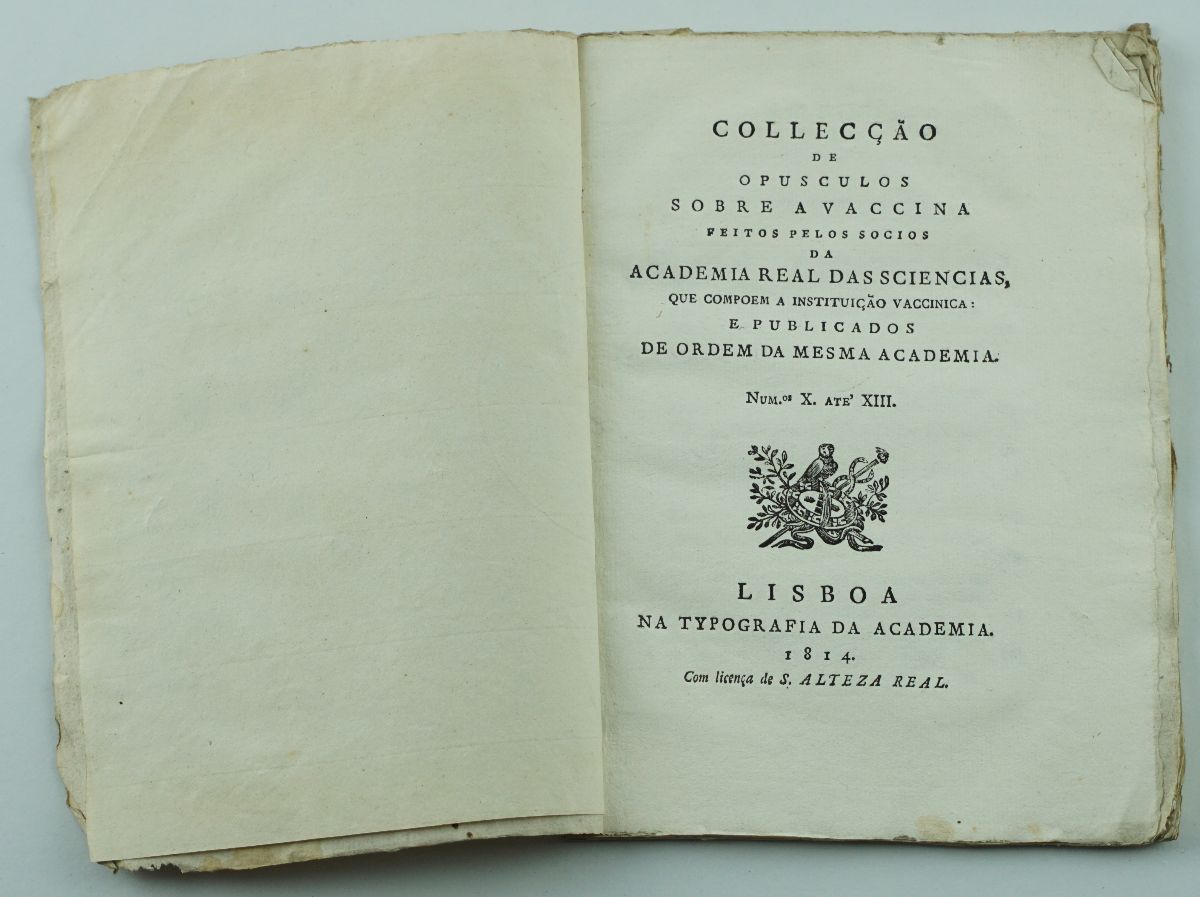 COLLECÇÃO
DE
OPUSCULOS
SOBRE A VACCINA
FEITOS PELOS SOCIOS
DA
ACADEMIA REAL DAS SCIENCIAS,
QUE COMPOEM A INSTITUIÇÃO VACCINICA:
E PUBLICADOS
DE ORDEM DA MESMA ACADEMIA.
NUM.os X. ATE' XIII.
LISBOA
NA TYPOGRAFIA DA ACADEMIA.
1814.
Com licença de S. ALTEZA REAL.